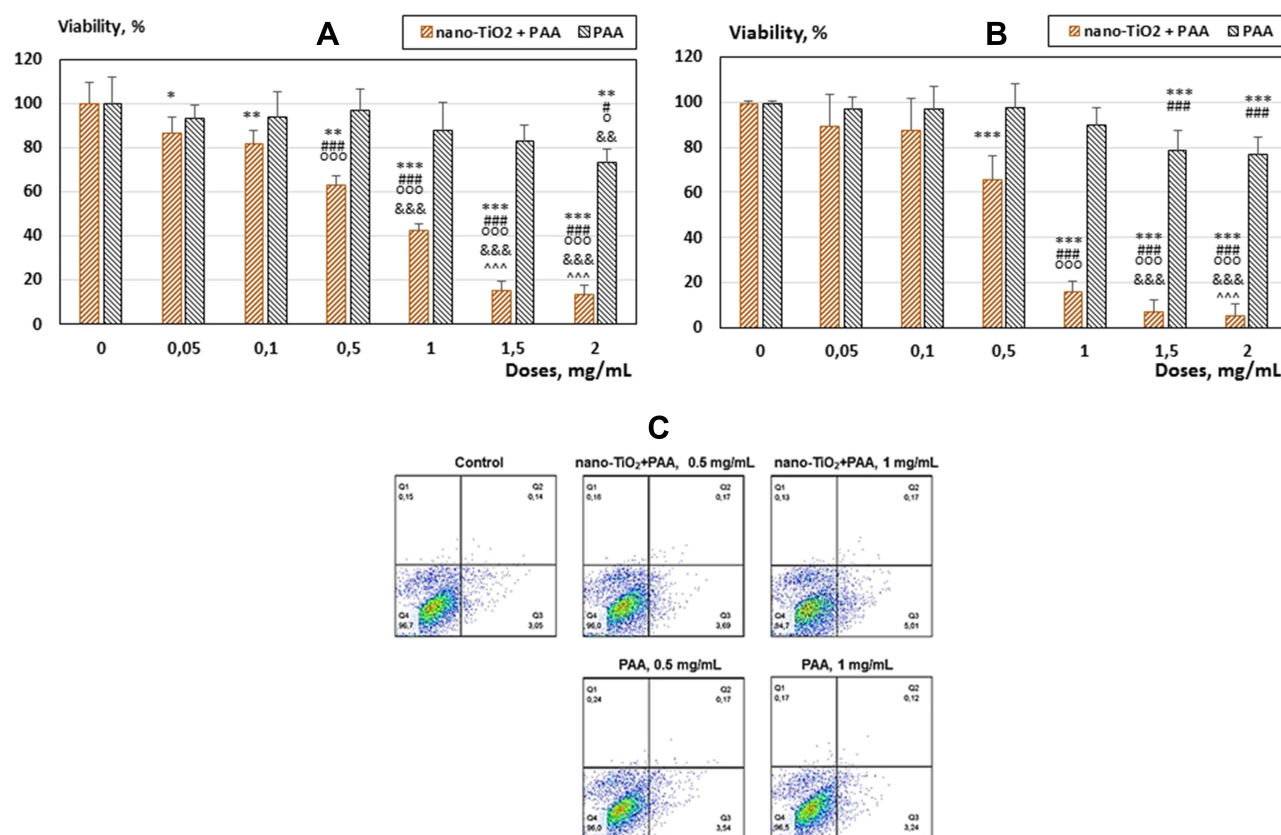 Viability, %
A
nano-TiO2 + PAA PAA
120
100
80
60
40
20
0
*
**
**
###
ooo
***
###
ooo
&&&
***
###
ooo
&&&
^^^
***
###
ooo
&&&
^^^
**
#
o
&&
0 0,05 0,1 0,5 1 1,5 2
Doses, mg/mL
Viability, %
B
nano-TiO2 + PAA PAA
120
100
80
60
40
20
0
***
***
###
ooo
***
###
ooo
&&&
***
###
***
###
ooo
&&&
^^^
***
###
0 0,05 0,1 0,5 1 1,5 2
Doses, mg/mL
C
Control
Q1
0,15
Q2
0,14
Q4
96,7
Q3
3,05
nano-TiO₂+PAA, 0.5 mg/mL
Q1
0,16
Q2
0,17
Q4
96,0
Q3
3,69
nano-TiO₂+PAA, 1 mg/mL
Q1
0,13
Q2
0,17
Q4
94,7
Q3
5,01
PAA, 0.5 mg/mL
Q1
0,24
Q2
0,17
Q4
96,0
Q3
3,54
PAA, 1 mg/mL
Q1
0,17
Q2
0,12
Q4
96,5
Q3
3,24